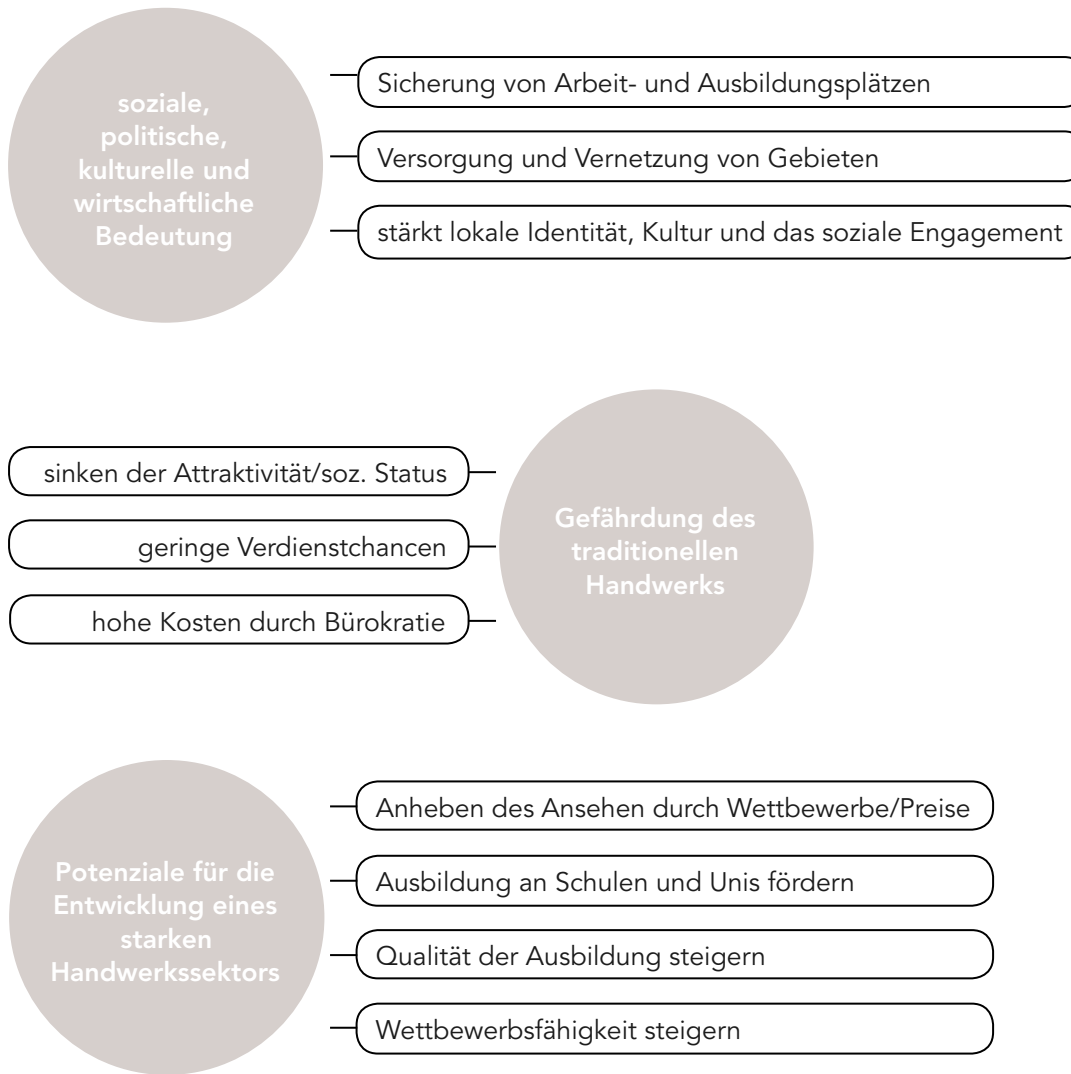 soziale,
politische,
kulturelle und
wirtschaftliche
Bedeutung
Sicherung von Arbeit- und Ausbildungsplätzen
Versorgung und Vernetzung von Gebieten
stärkt lokale Identität, Kultur und das soziale Engagement
sinken der Attraktivität/soz. Status
geringe Verdienstchancen
hohe Kosten durch Bürokratie
Gefährdung des
traditionellen
Handwerks
Potenziale für die
Entwicklung eines
starken
Handwerkssektors
Anheben des Ansehen durch Wettbewerbe/Preise
Ausbildung an Schulen und Unis fördern
Qualität der Ausbildung steigern
Wettbewerbsfähigkeit steigern